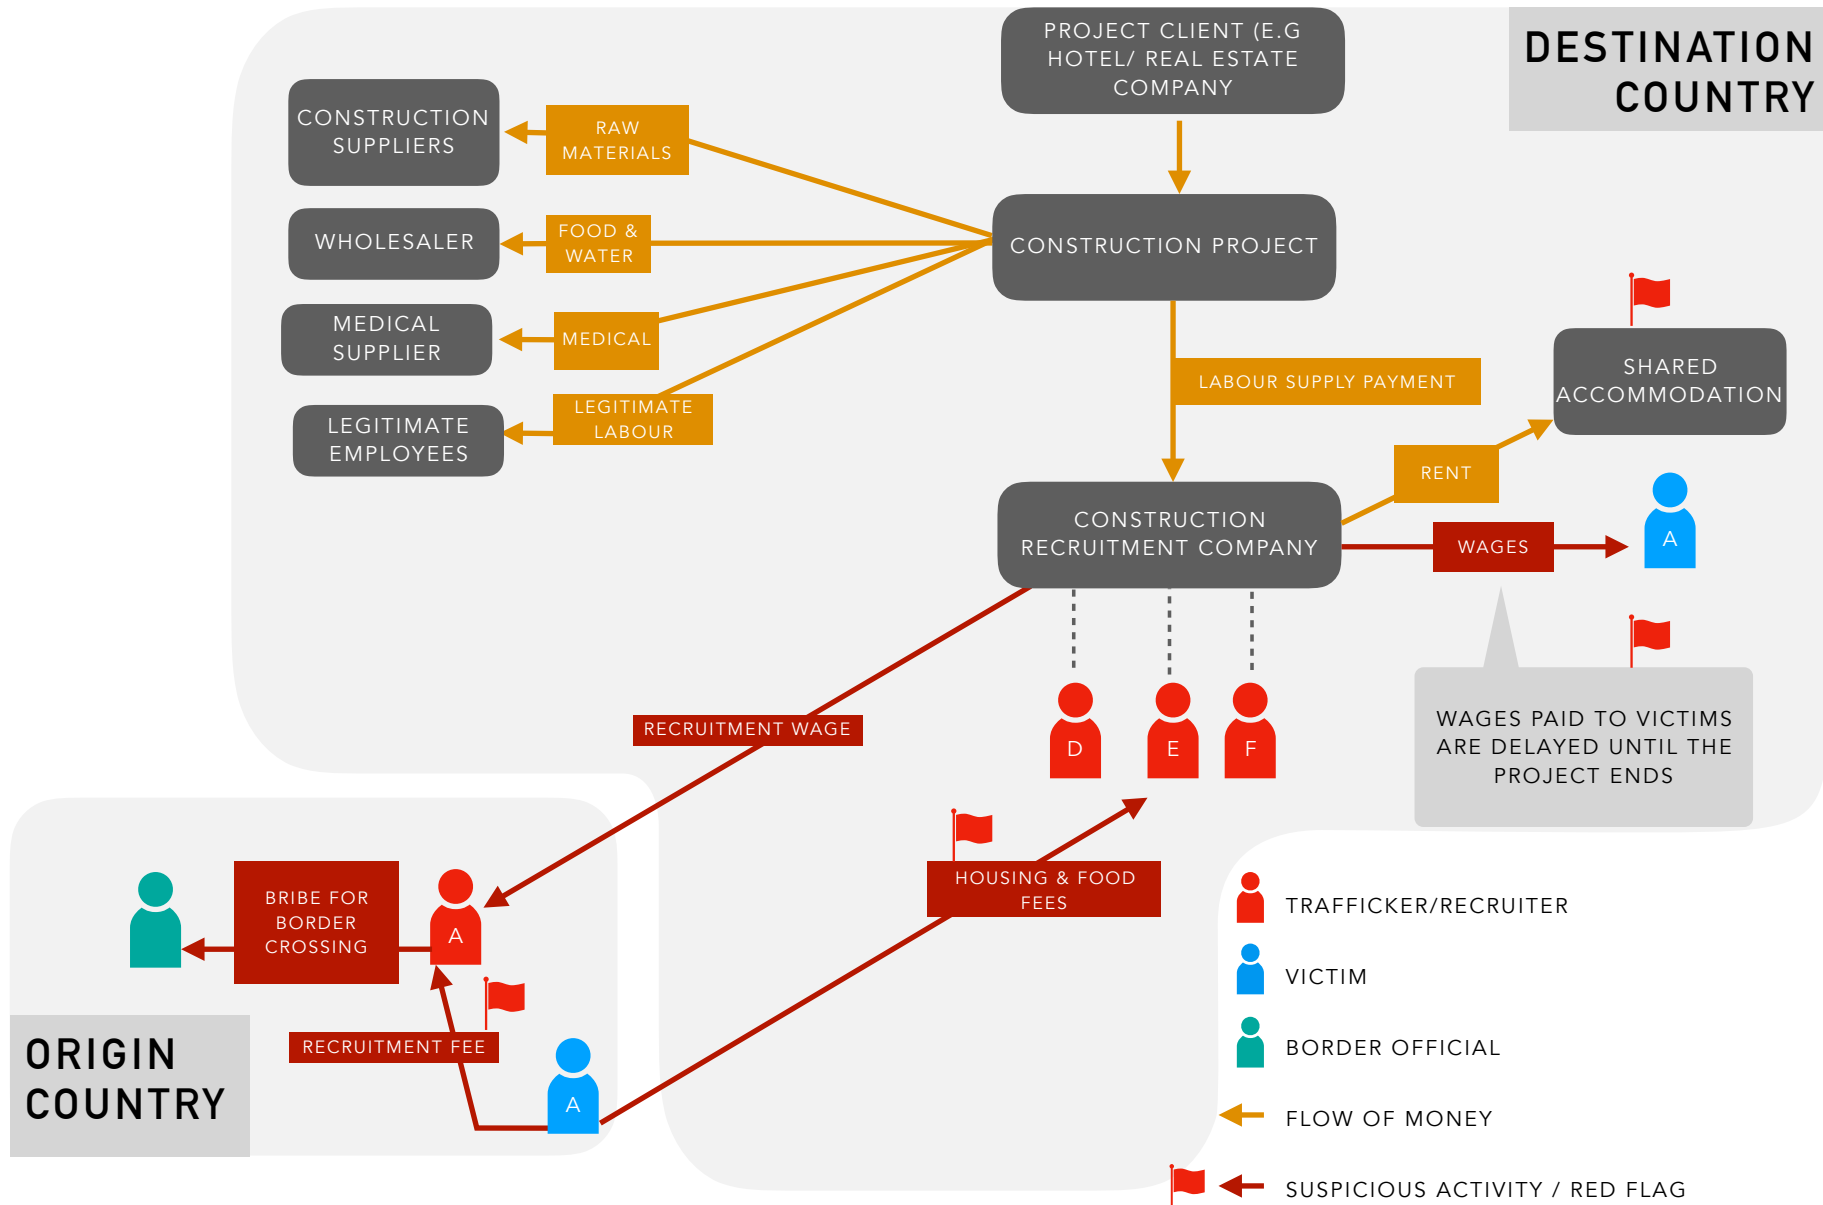 PROJECT CLIENT (E.G
HOTEL/ REAL ESTATE
COMPANY
DESTINATION
COUNTRY
CONSTRUCTION
SUPPLIERS
RAW
MATERIALS
WHOLESALER
FOOD &
WATER
CONSTRUCTION PROJECT
MEDICAL
SUPPLIER
MEDICAL
LEGITIMATE
EMPLOYEES
LEGITIMATE
LABOUR
LABOUR SUPPLY PAYMENT
SHARED
ACCOMMODATION
RENT
CONSTRUCTION
RECRUITMENT COMPANY
WAGES
A
RECRUITMENT WAGE
D
E
F
WAGES PAID TO VICTIMS
ARE DELAYED UNTIL THE
PROJECT ENDS
HOUSING & FOOD
FEES
BRIBE FOR
BORDER
CROSSING
A
RECRUITMENT FEE
A
ORIGIN
COUNTRY
TRAFFICKER/RECRUITER
VICTIM
BORDER OFFICIAL
FLOW OF MONEY
SUSPICIOUS ACTIVITY / RED FLAG